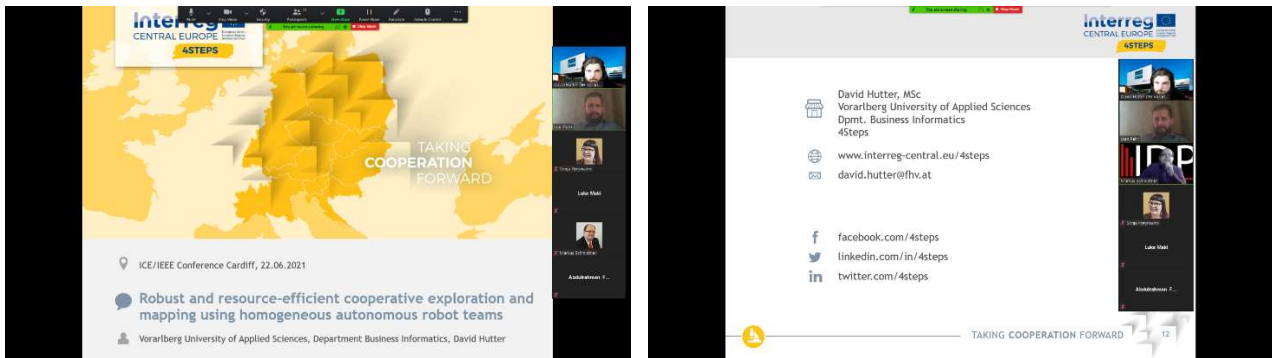 Interreg
CENTRAL EUROPE
4STEPS
TAKING
COOPERATION
FORWARD
ICE/IEEE Conference Cardiff, 22.06.2021
Robust and resource-efficient cooperative exploration and
mapping using homogeneous autonomous robot teams
Vorarlberg University of Applied Sciences, Department Business Informatics, David Hutter
Luke Maki
Abdulrahman F...
Interreg
CENTRAL EUROPE
4STEPS
David Hutter, MSc
Vorarlberg University of Applied Sciences
Dpmt. Business Informatics
4Steps
www.interreg-central.eu/4steps
david.hutter@fhv.at
facebook.com/4steps
linkedin.com/in/4steps
twitter.com/4steps
Luke Maki
Abdulrahman F...
TAKING COOPERATION FORWARD
12